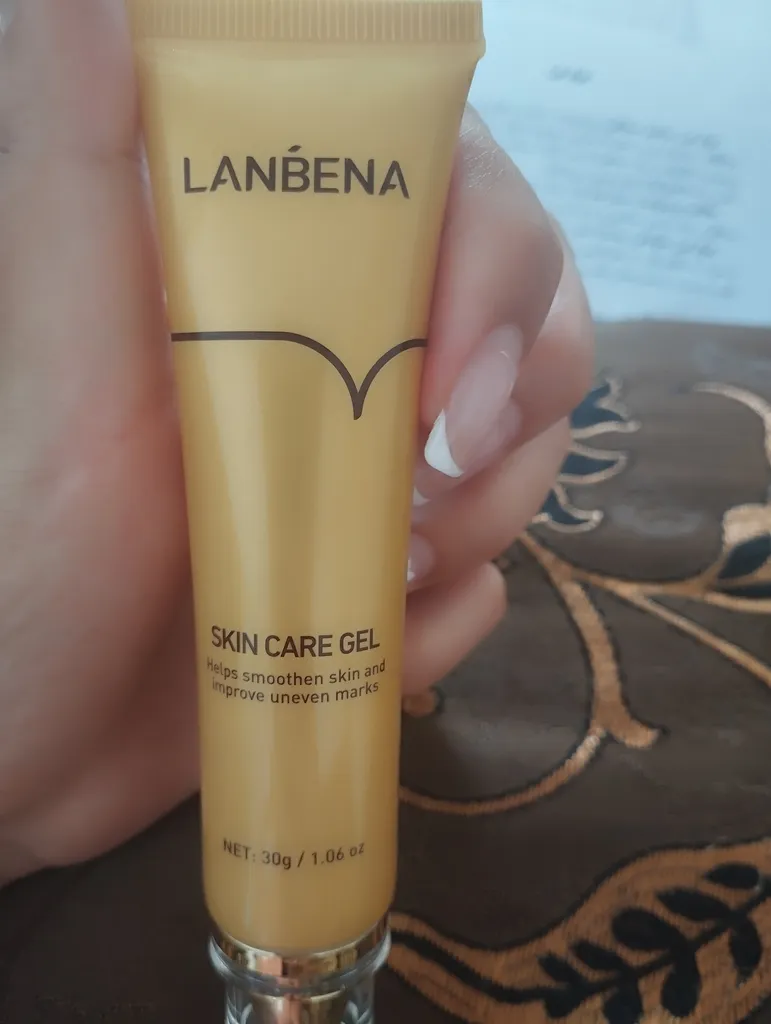 LANBENA
SKIN CARE GEL
Helps smoothen skin and
improve uneven marks
NET: 30g / 1.06 oz